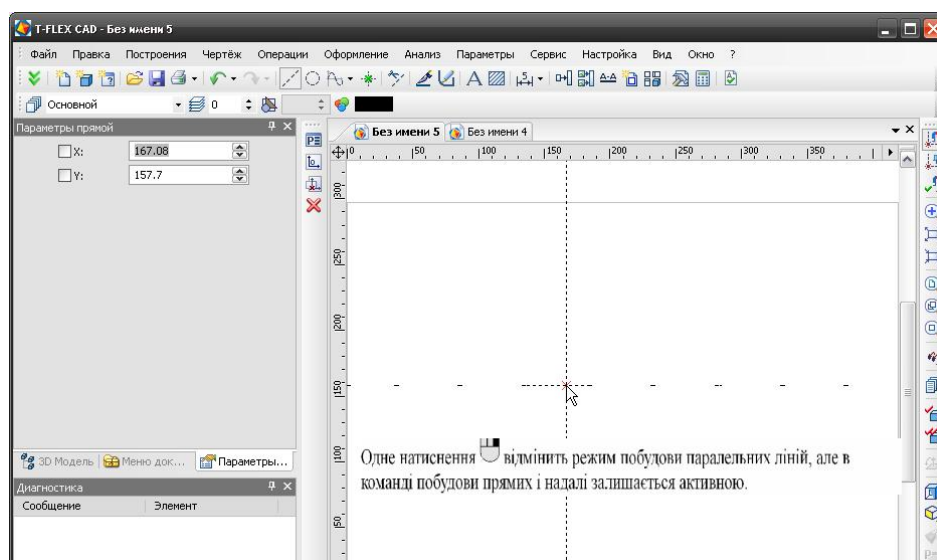 T-FLEX CAD - Без имени 5
Файл Правка Построения Чертёж Операции Оформление Анализ Параметры Сервис Настройка Вид Окно ?
Основной 0
Параметры прямой
Без имени 5 Без имени 4
X: 167.08
Y: 157.7
0 50 100 150 200 250 300 350
300
250
200
150
100
50
Одне натиснення відмінить режим побудови паралельних ліній, але в
команді побудови прямих і надалі залишається активною.
3D Модель Меню док... Параметры...
Диагностика
Сообщение Элемент